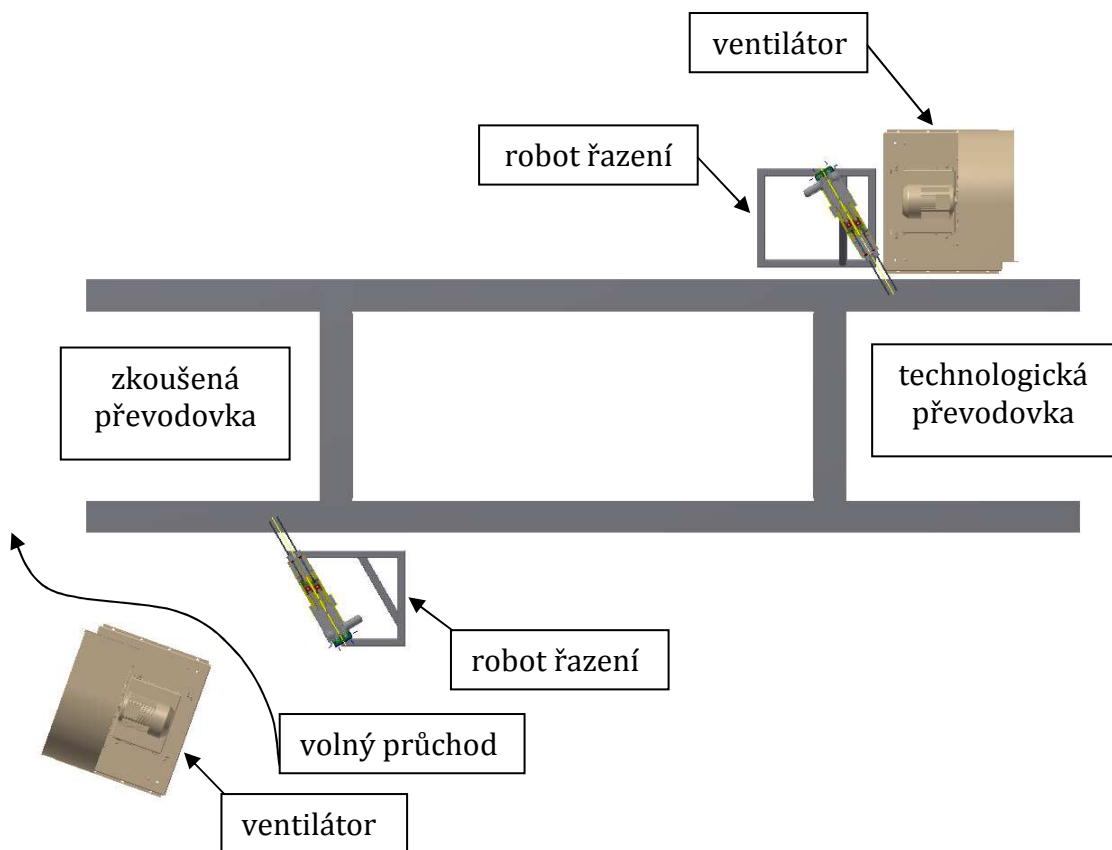 ventilátor
robot řazení
zkoušená
převodovka
technologická
převodovka
robot řazení
volný průchod
ventilátor